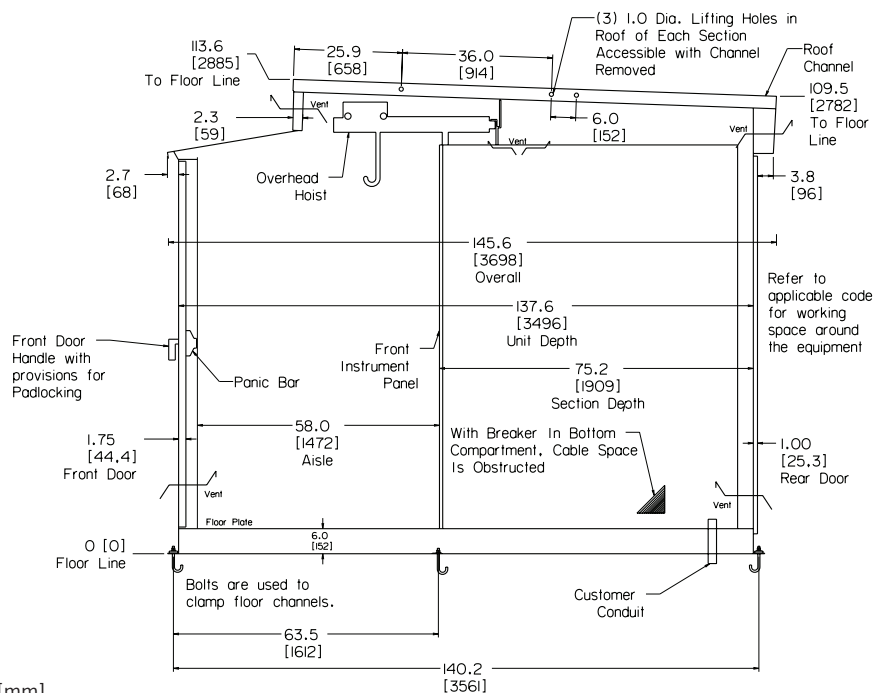 (3) 1.0 Dia. Lifting Holes in
Roof of Each Section
Accessible with Channel
Removed
113.6
[2885]
To Floor Line
25.9
[658]
36.0
[914]
Roof
Channel
109.5
[2782]
To Floor
Line
Vent
2.3
[59]
6.0
[152]
Vent
Vent
2.7
[68]
Overhead
Hoist
3.8
[96]
145.6
[3698]
Overall
Refer to
applicable code
for working
space around
the equipment
137.6
[3496]
Unit Depth
Front Door
Handle with
provisions for
Padlocking
Front
Instrument
Panel
Panic Bar
75.2
[1909]
Section Depth
58.0
[1472]
Aisle
With Breaker In Bottom
Compartment, Cable Space
Is Obstructed
1.75
[44.4]
Front Door
1.00
[25.3]
Rear Door
Vent
Vent
Floor Plate
6.0
[152]
0 [0]
Floor Line
Bolts are used to
clamp floor channels.
Customer
Conduit
63.5
[1612]
140.2
[3561]